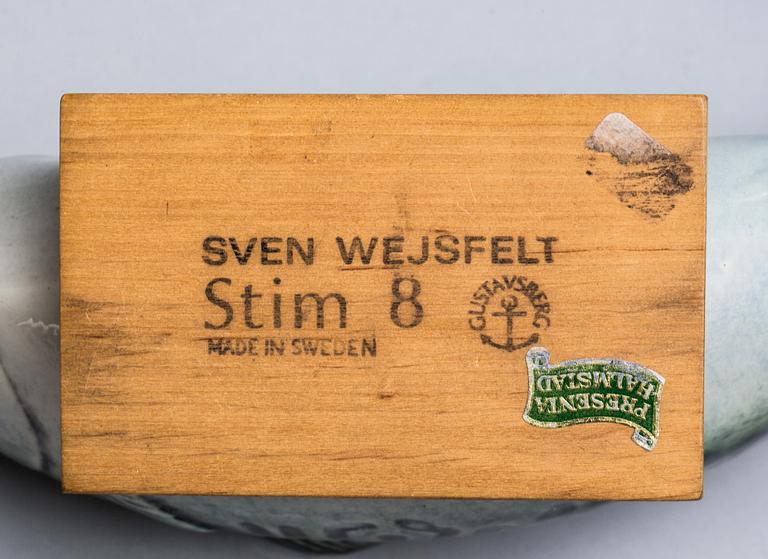 SVEN WEJSFELT
Stim 8
GUSTAVSBERG
MADE IN SWEDEN
PRESENTA
HALMSTAD